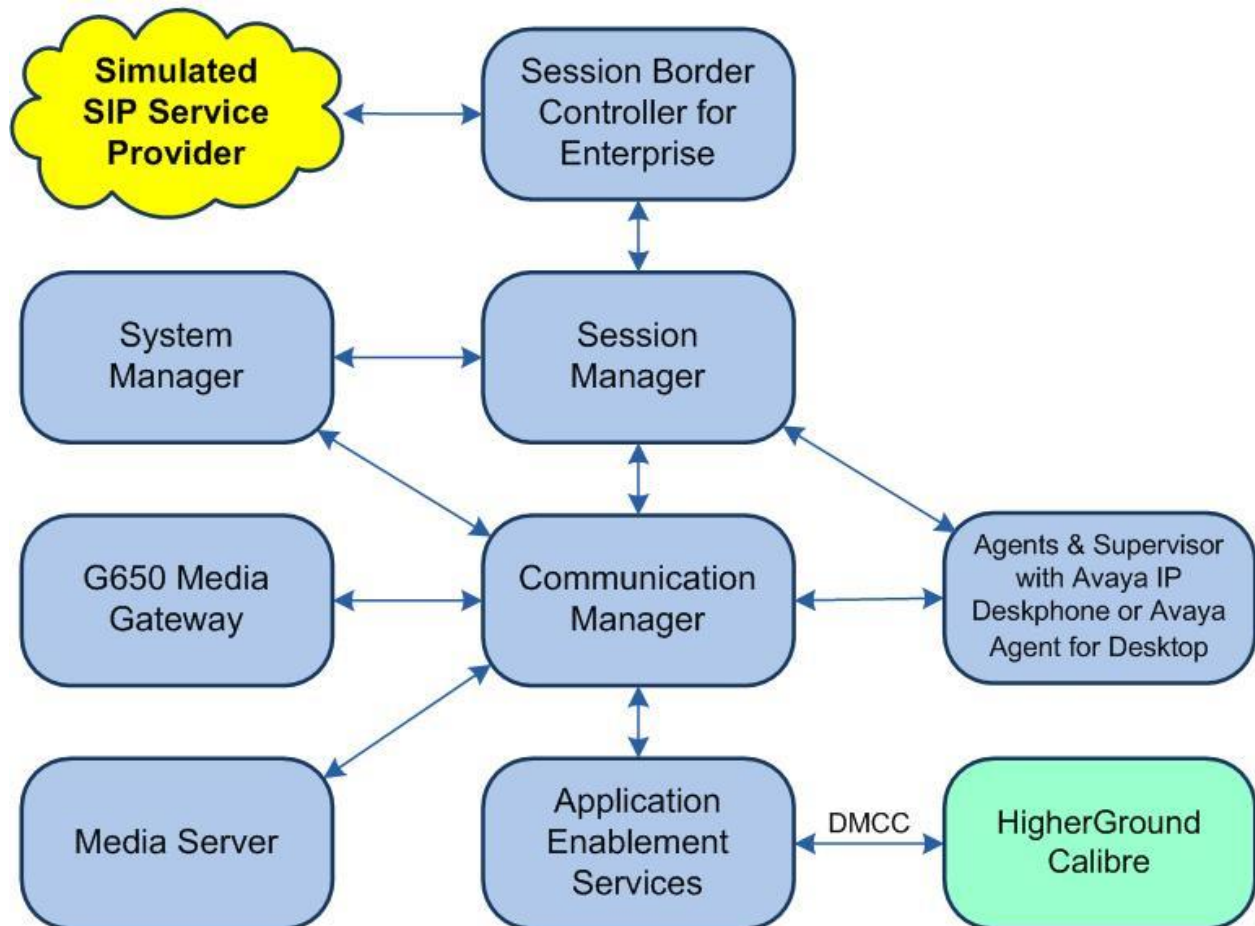 Simulated
SIP Service
Provider
Session Border
Controller for
Enterprise
System
Manager
Session
Manager
G650 Media
Gateway
Communication
Manager
Agents & Supervisor
with Avaya IP
Deskphone or Avaya
Agent for Desktop
Media Server
Application
Enablement
Services
DMCC
HigherGround
Calibre